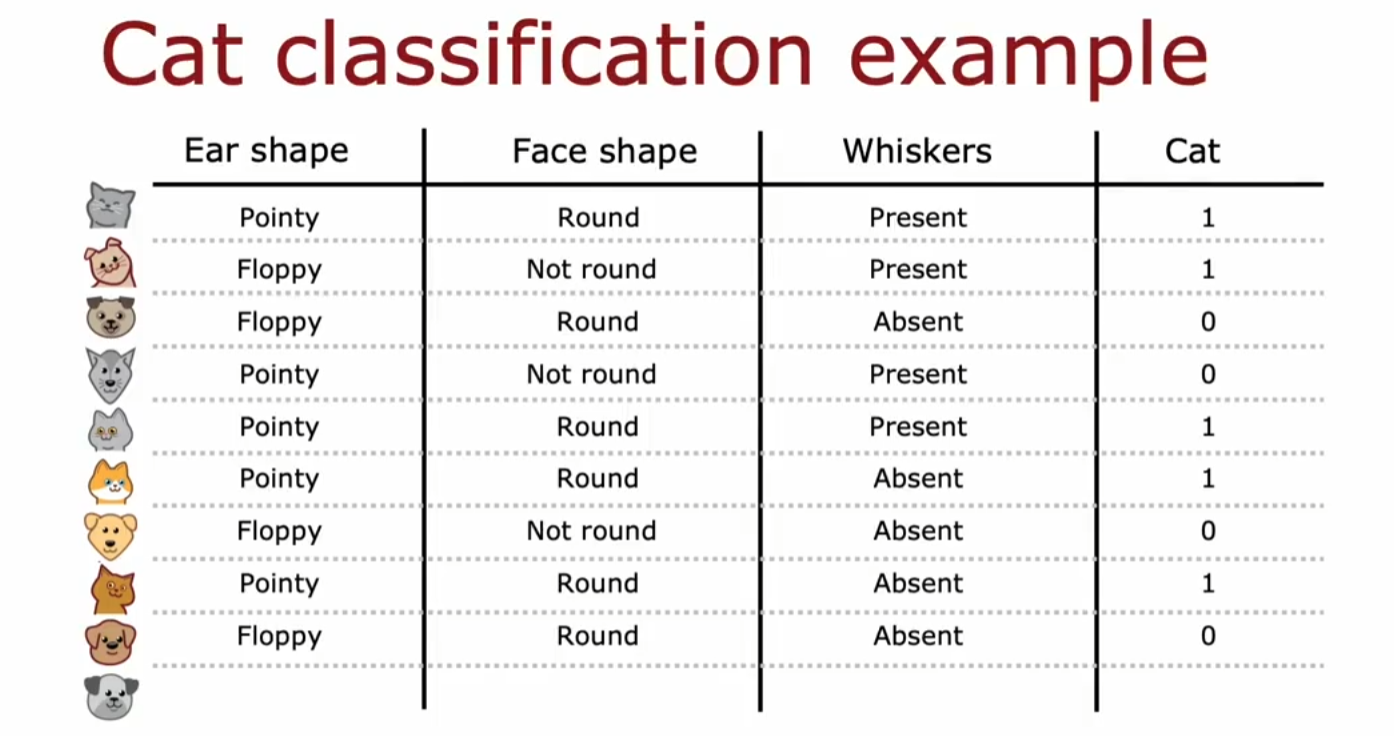 Cat classification example
Ear shape Face shape Whiskers Cat
Pointy Round Present 1
Floppy Not round Present 1
Floppy Round Absent 0
Pointy Not round Present 0
Pointy Round Present 1
Pointy Round Absent 1
Floppy Not round Absent 0
Pointy Round Absent 1
Floppy Round Absent 0